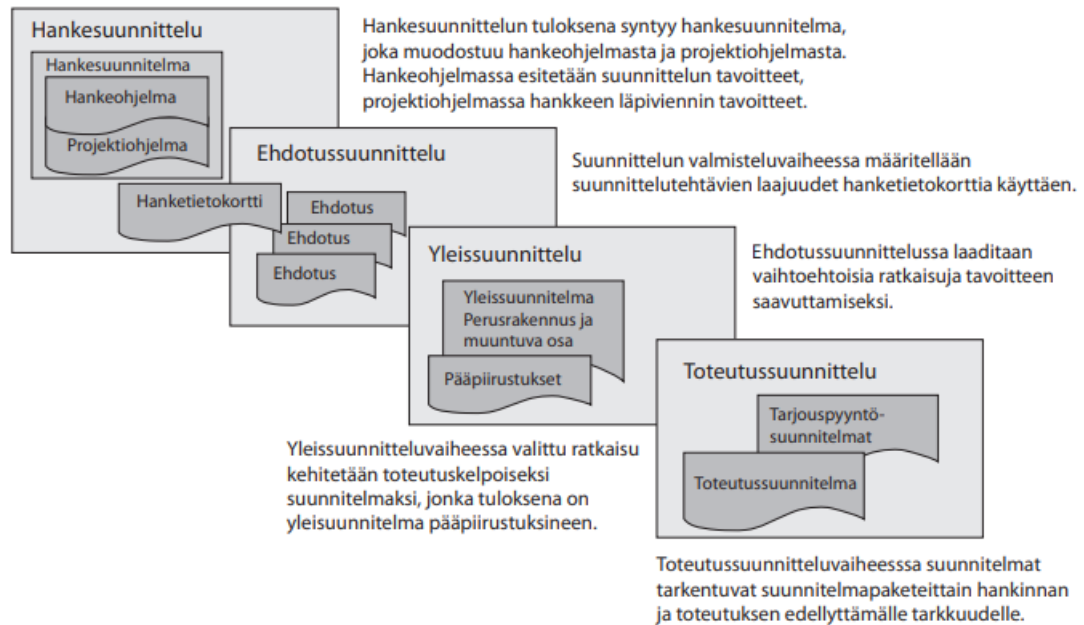 Hankesuunnittelu
Hankesuunnitelma
Hankeohjelma
Projektiohjelma
Hanketietokortti
Hankesuunnittelun tuloksena syntyy hankesuunnitelma,
joka muodostuu hankeohjelmasta ja projektiohjelmasta.
Hankeohjelmassa esitetään suunnittelun tavoitteet,
projektiohjelmassa hankkeen läpiviennin tavoitteet.
Ehdotussuunnittelu
Ehdotus
Ehdotus
Ehdotus
Suunnittelun valmisteluvaiheessa määritellään
suunnittelutehtävien laajuudet hanketietokorttia käyttäen.
Yleissuunnittelu
Yleissuunnitelma
Perusrakennus ja
muuntuva osa
Pääpiirustukset
Ehdotussuunnittelussa laaditaan
vaihtoehtoisia ratkaisuja tavoitteen
saavuttamiseksi.
Toteutussuunnittelu
Tarjouspyyntö-
suunnitelmat
Toteutussuunnitelma
Yleissuunnitteluvaiheessa valittu ratkaisu
kehitetään toteutuskelpoiseksi
suunnitelmaksi, jonka tuloksena on
yleisuunnitelma pääpiirustuksineen.
Toteutussuunnitteluvaiheesssa suunnitelmat
tarkentuvat suunnitelmapaketeittain hankinnan
ja toteutuksen edellyttämälle tarkkuudelle.